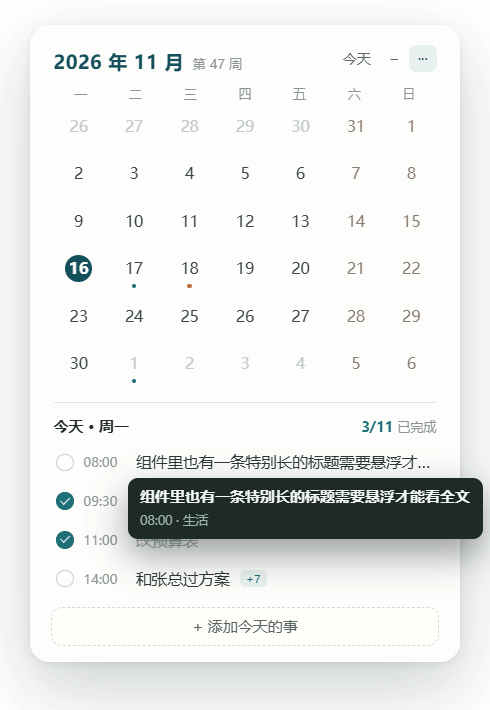 2026 年 11 月 第 47 周 今天 − ···
一 二 三 四 五 六 日
26 27 28 29 30 31 1
2 3 4 5 6 7 8
9 10 11 12 13 14 15
16 17 18 19 20 21 22
23 24 25 26 27 28 29
30 1 2 3 4 5 6
今天 • 周一 3/11 已完成
08:00 组件里也有一条特别长的标题需要悬浮才...
组件里也有一条特别长的标题需要悬浮才能看全文
09:30
08:00 · 生活
11:00 改预算表
14:00 和张总过方案 +7
+ 添加今天的事